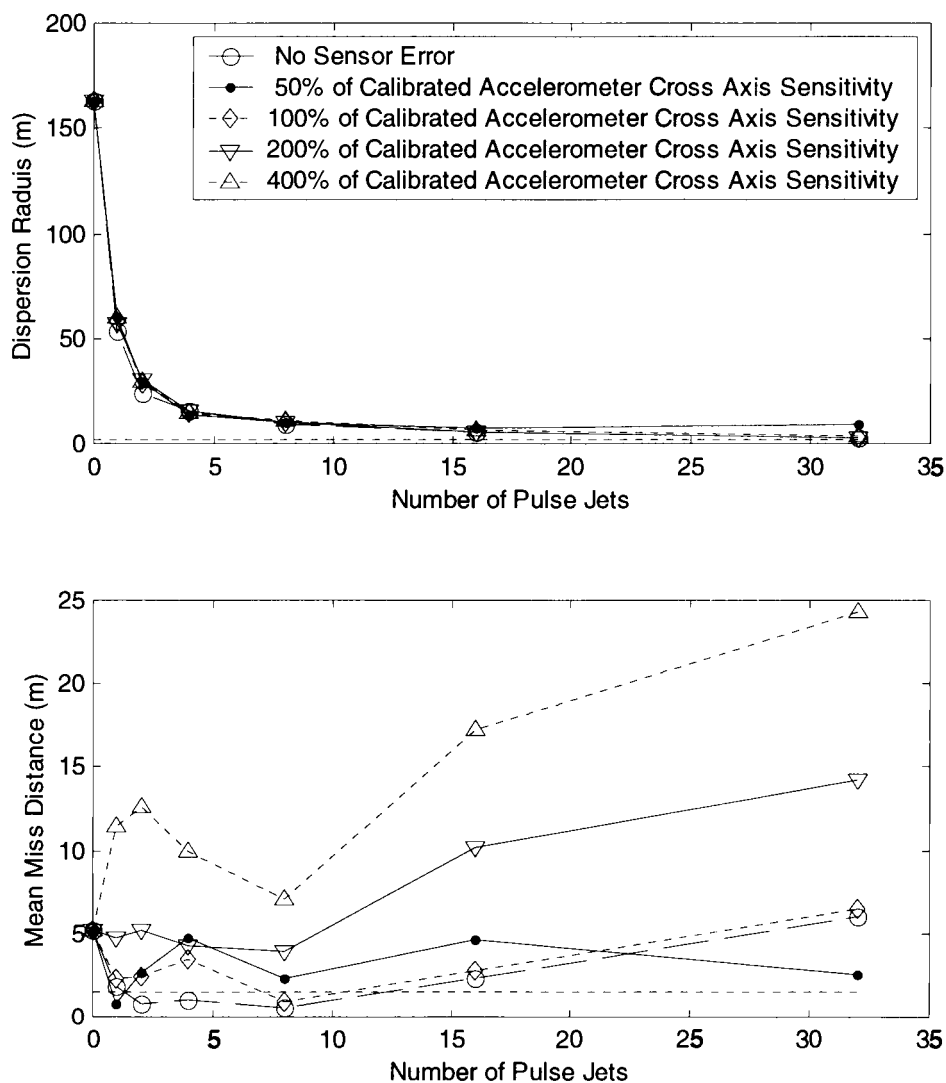 200
150
100
50
0
Dispersion Raduis (m)
No Sensor Error
50% of Calibrated Accelerometer Cross Axis Sensitivity
100% of Calibrated Accelerometer Cross Axis Sensitivity
200% of Calibrated Accelerometer Cross Axis Sensitivity
400% of Calibrated Accelerometer Cross Axis Sensitivity
0 5 10 15 20 25 30 35
Number of Pulse Jets
25
20
15
10
5
0
Mean Miss Distance (m)
0 5 10 15 20 25 30 35
Number of Pulse Jets